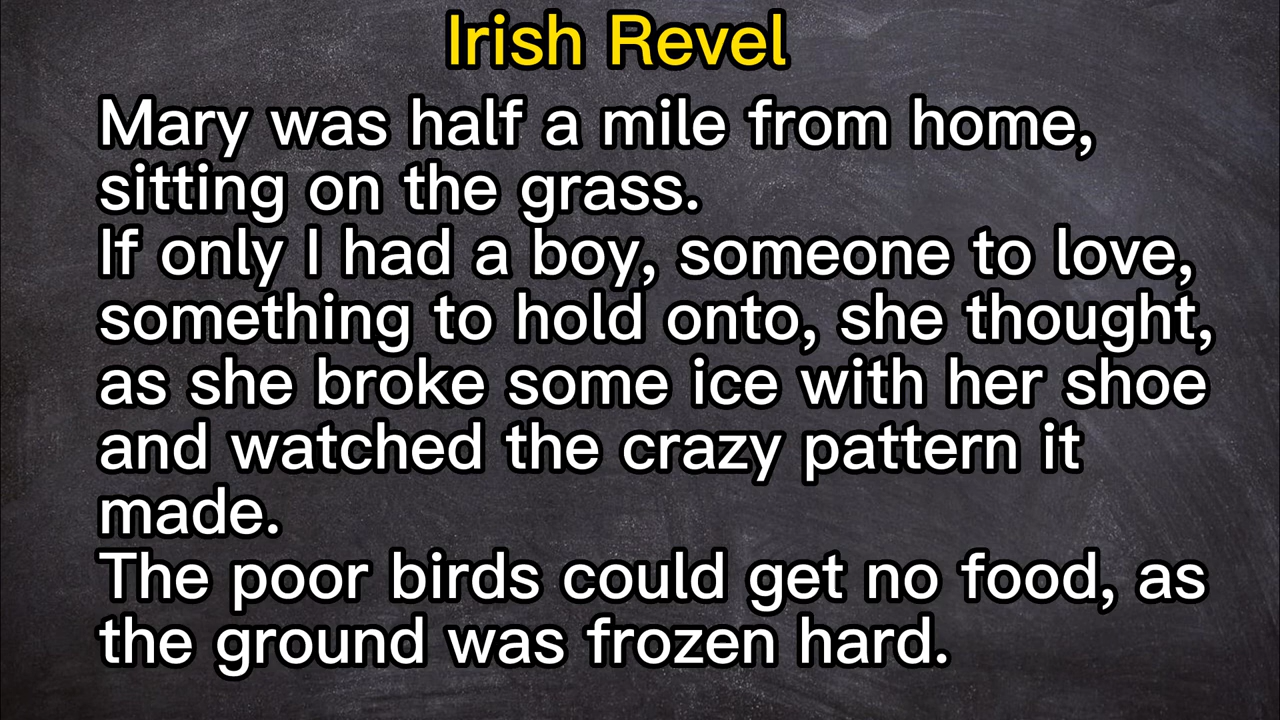 Irish Revel
Mary was half a mile from home,
sitting on the grass.
If only I had a boy, someone to love,
something to hold onto, she thought,
as she broke some ice with her shoe
and watched the crazy pattern it
made.
The poor birds could get no food, as
the ground was frozen hard.